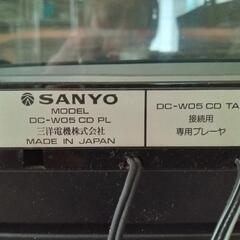 SANYO
MODEL
DC-W05 CD PL
三洋電機株式会社
MADE IN JAPAN
DC-W05 CD TA
接続用
専用プレーヤ